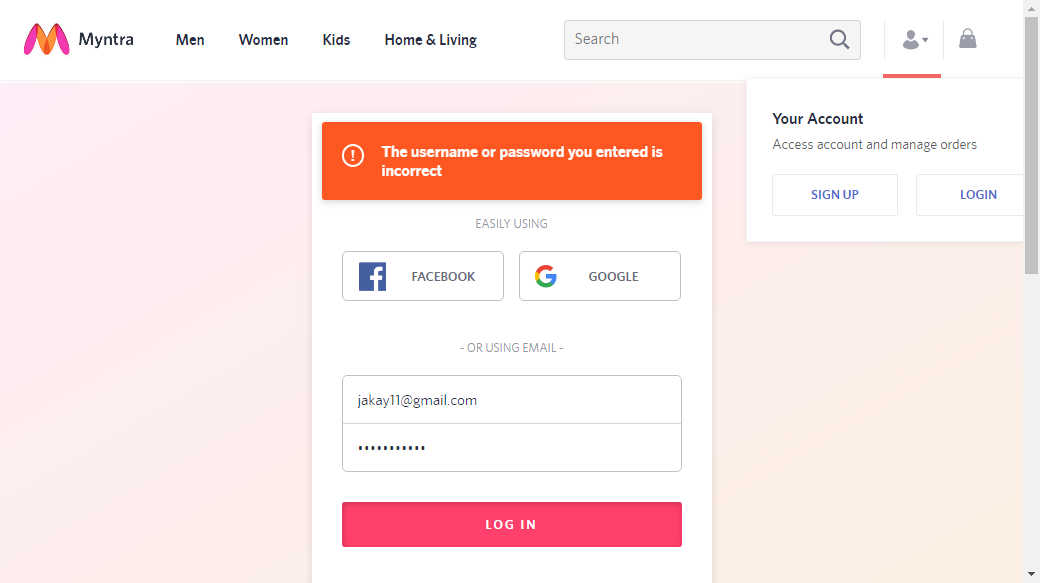 Myntra Men Women Kids Home & Living Search
Your Account
Access account and manage orders
SIGN UP LOGIN
The username or password you entered is
incorrect
EASILY USING
FACEBOOK GOOGLE
- OR USING EMAIL -
jakay11@gmail.com
•••••••••••
LOG IN